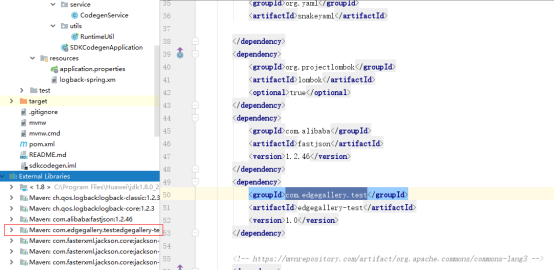 service
CodegenService
utils
RuntimeUtil
SDKCodegenApplication
resources
application.properties
logback-spring.xm
test
target
.gitignore
mvnw
mvnw.cmd
pom.xml
README.md
sdkcodegen.iml
External Libraries
< 1.8 > C:\Program Files\Huawei\jdk1.8.0_2
Maven: ch.qos.logback:logback-classic:1.2.3
Maven: ch.qos.logback:logback-core:1.2.3
Maven: com.alibaba:fastjson:1.2.46
Maven: com.edgegallery.test:edgegallery-te
Maven: com.fasterxml.jackson.core:jackson-
Maven: com.fasterxml.jackson.core:jackson-
Maven: com.fasterxml.jackson.core:jackson-
35 <groupId>org.yaml</groupId>
36 <artifactId>snakeyaml</artifactId>
38 </dependency>
39 <dependency>
40 <groupId>org.projectlombok</groupId>
41 <artifactId>lombok</artifactId>
42 <optional>true</optional>
43 </dependency>
44 <dependency>
45 <groupId>com.alibaba</groupId>
46 <artifactId>fastjson</artifactId>
47 <version>1.2.46</version>
48 </dependency>
49 <dependency>
50 <groupId>com.edgegallery.test</groupId>
51 <artifactId>edgegallery-test</artifactId>
52 <version>1.0</version>
53 </dependency>
<!-- https://mvnrepository.com/artifact/org.apache.commons/commons-lang3 -->